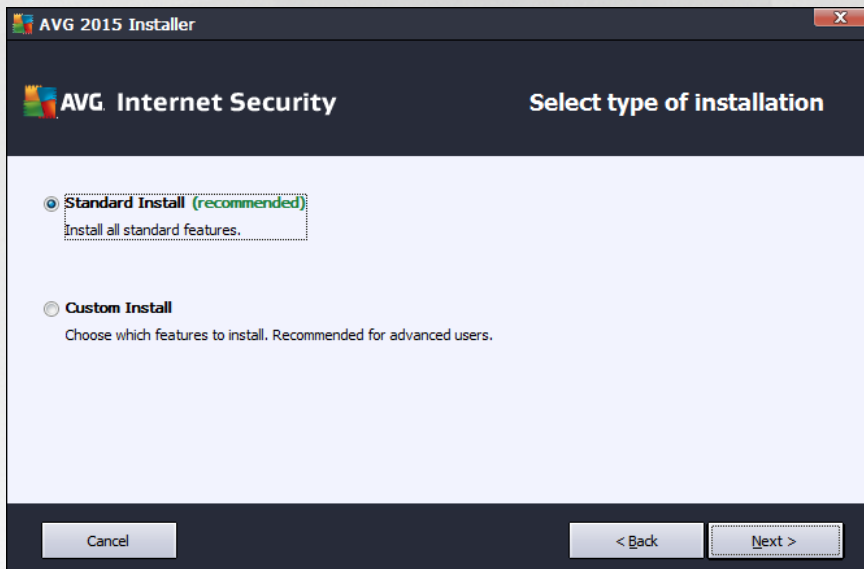 AVG 2015 Installer
AVG. Internet Security
Select type of installation
Standard Install (recommended)
Install all standard features.
Custom Install
Choose which features to install. Recommended for advanced users.
Cancel
< Back
Next >